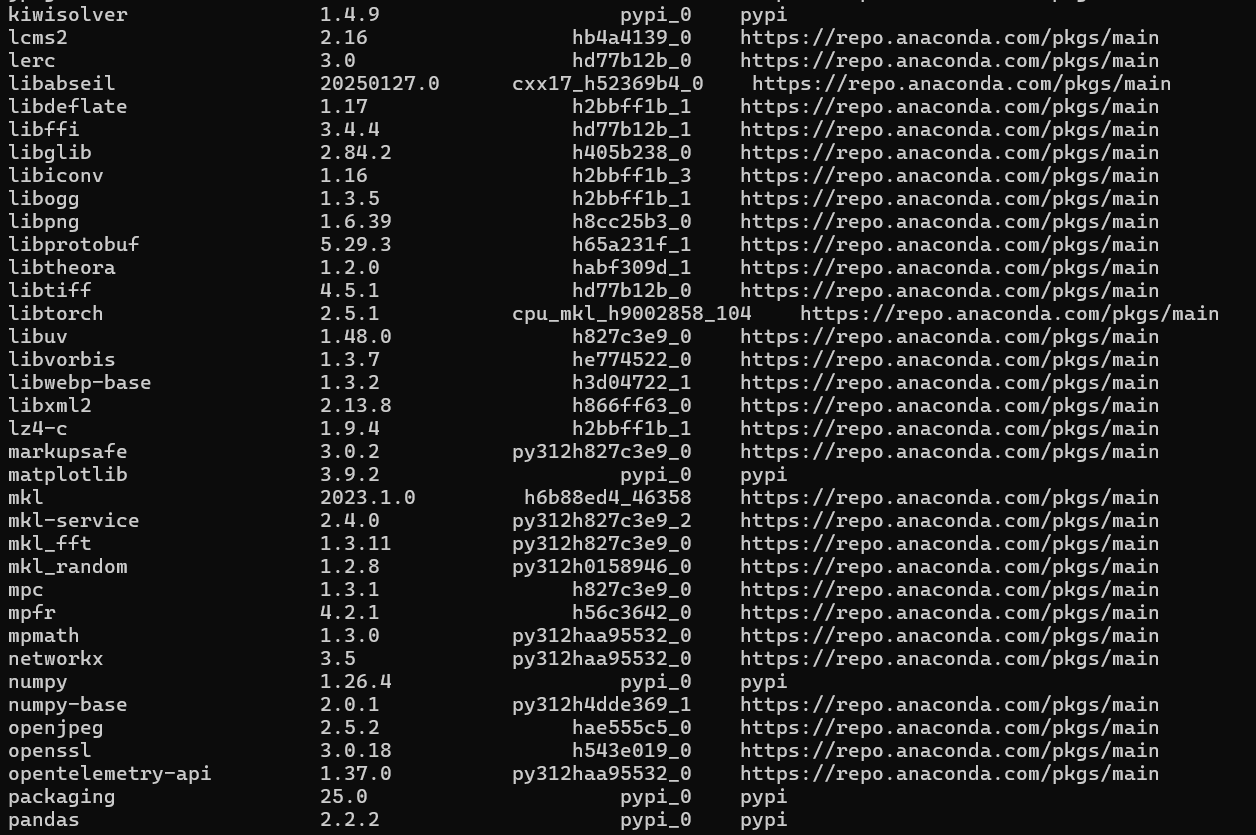 kiwisolver 1.4.9 pypi_0 pypi
lcms2 2.16 hb4a4139_0 https://repo.anaconda.com/pkgs/main
lerc 3.0 hd77b12b_0 https://repo.anaconda.com/pkgs/main
libabseil 20250127.0 cxx17_h52369b4_0 https://repo.anaconda.com/pkgs/main
libdeflate 1.17 h2bbff1b_1 https://repo.anaconda.com/pkgs/main
libffi 3.4.4 hd77b12b_1 https://repo.anaconda.com/pkgs/main
libglib 2.84.2 h405b238_0 https://repo.anaconda.com/pkgs/main
libiconv 1.16 h2bbff1b_3 https://repo.anaconda.com/pkgs/main
libogg 1.3.5 h2bbff1b_1 https://repo.anaconda.com/pkgs/main
libpng 1.6.39 h8cc25b3_0 https://repo.anaconda.com/pkgs/main
libprotobuf 5.29.3 h65a231f_1 https://repo.anaconda.com/pkgs/main
libtheora 1.2.0 habf309d_1 https://repo.anaconda.com/pkgs/main
libtiff 4.5.1 hd77b12b_0 https://repo.anaconda.com/pkgs/main
libtorch 2.5.1 cpu_mkl_h9002858_104 https://repo.anaconda.com/pkgs/main
libuv 1.48.0 h827c3e9_0 https://repo.anaconda.com/pkgs/main
libvorbis 1.3.7 he774522_0 https://repo.anaconda.com/pkgs/main
libwebp-base 1.3.2 h3d04722_1 https://repo.anaconda.com/pkgs/main
libxml2 2.13.8 h866ff63_0 https://repo.anaconda.com/pkgs/main
lz4-c 1.9.4 h2bbff1b_1 https://repo.anaconda.com/pkgs/main
markupsafe 3.0.2 py312h827c3e9_0 https://repo.anaconda.com/pkgs/main
matplotlib 3.9.2 pypi_0 pypi
mkl 2023.1.0 h6b88ed4_46358 https://repo.anaconda.com/pkgs/main
mkl-service 2.4.0 py312h827c3e9_2 https://repo.anaconda.com/pkgs/main
mkl_fft 1.3.11 py312h827c3e9_0 https://repo.anaconda.com/pkgs/main
mkl_random 1.2.8 py312h0158946_0 https://repo.anaconda.com/pkgs/main
mpc 1.3.1 h827c3e9_0 https://repo.anaconda.com/pkgs/main
mpfr 4.2.1 h56c3642_0 https://repo.anaconda.com/pkgs/main
mpmath 1.3.0 py312haa95532_0 https://repo.anaconda.com/pkgs/main
networkx 3.5 py312haa95532_0 https://repo.anaconda.com/pkgs/main
numpy 1.26.4 pypi_0 pypi
numpy-base 2.0.1 py312h4dde369_1 https://repo.anaconda.com/pkgs/main
openjpeg 2.5.2 hae555c5_0 https://repo.anaconda.com/pkgs/main
openssl 3.0.18 h543e019_0 https://repo.anaconda.com/pkgs/main
opentelemetry-api 1.37.0 py312haa95532_0 https://repo.anaconda.com/pkgs/main
packaging 25.0 pypi_0 pypi
pandas 2.2.2 pypi_0 pypi